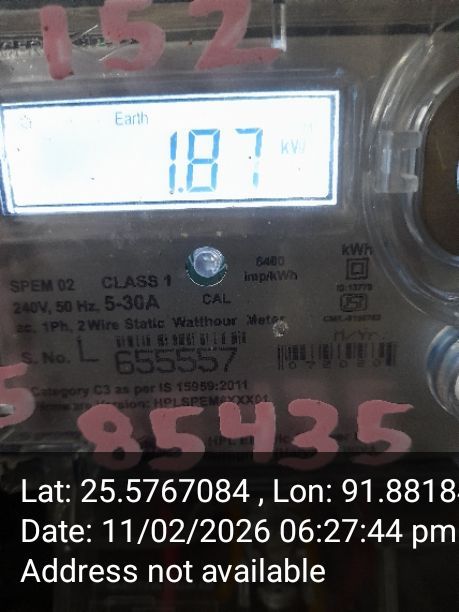 152
Earth
1.87 kW
6400
imp/kWh
kWh
SPEM 02 CLASS 1
CAL
240V, 50 Hz, 5-30A
ac, 1Ph, 2 Wire Static Watthour Meter
S. No. L 655557
Category C3 as per IS 15959:2011
85435
Lat: 25.5767084 , Lon: 91.8818
Date: 11/02/2026 06:27:44 pm
Address not available